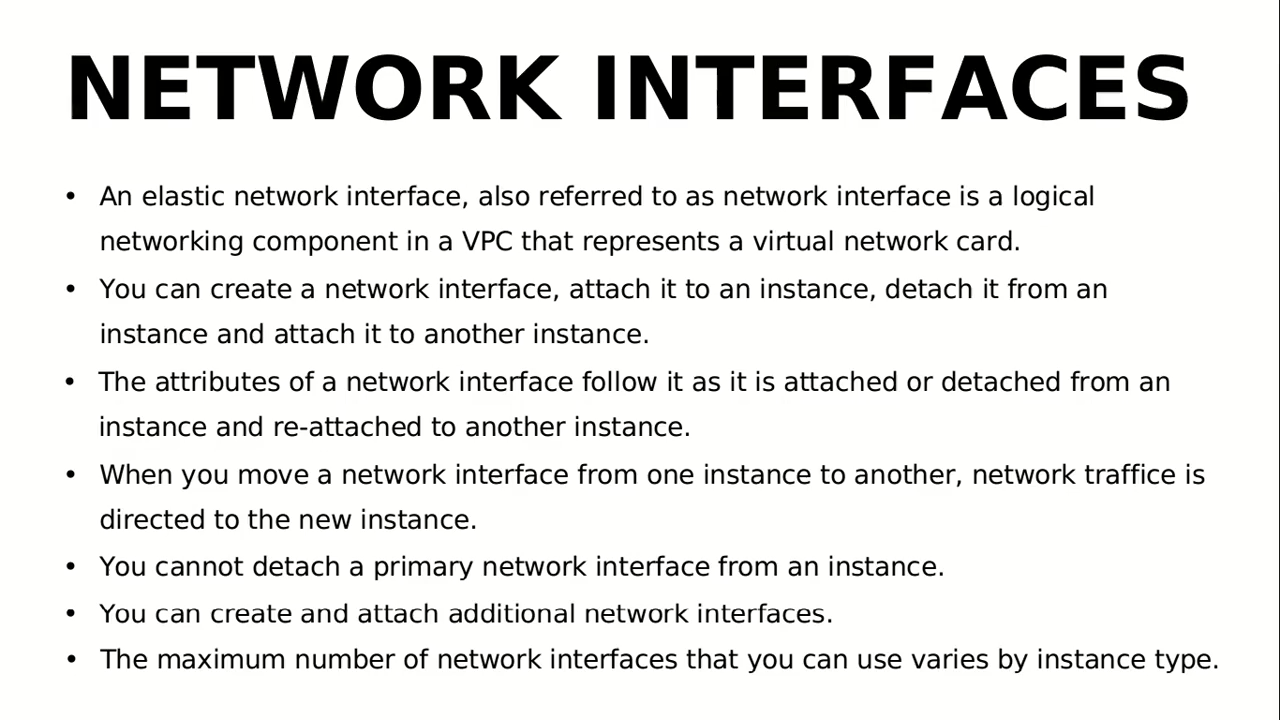 NETWORK INTERFACES
• An elastic network interface, also referred to as network interface is a logical
networking component in a VPC that represents a virtual network card.
• You can create a network interface, attach it to an instance, detach it from an
instance and attach it to another instance.
• The attributes of a network interface follow it as it is attached or detached from an
instance and re-attached to another instance.
• When you move a network interface from one instance to another, network traffice is
directed to the new instance.
• You cannot detach a primary network interface from an instance.
• You can create and attach additional network interfaces.
• The maximum number of network interfaces that you can use varies by instance type.